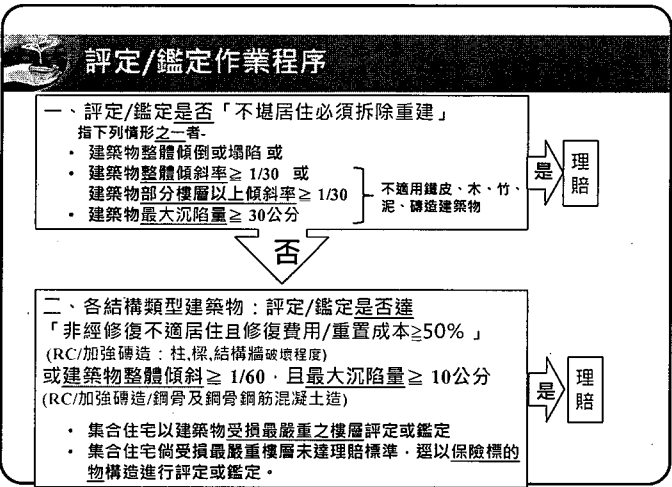 評定/鑑定作業程序
一、評定/鑑定是否「不堪居住必須拆除重建」
指下列情形之一者-
• 建築物整體傾倒或塌陷 或
• 建築物整體傾斜率≧ 1/30 或
建築物部分樓層以上傾斜率≧ 1/30
• 建築物最大沉陷量≧ 30公分
不適用鐵皮、木、竹、
泥、磚造建築物
是
理
賠
否
二、各結構類型建築物：評定/鑑定是否達
「非經修復不適居住且修復費用/重置成本≧50% 」
(RC/加強磚造：柱,樑,結構牆破壞程度)
或建築物整體傾斜≧ 1/60，且最大沉陷量≧ 10公分
(RC/加強磚造/鋼骨及鋼骨鋼筋混凝土造)
• 集合住宅以建築物受損最嚴重之樓層評定或鑑定
• 集合住宅倘受損最嚴重樓層未達理賠標準，逕以保險標的
物構造進行評定或鑑定。
是
理
賠